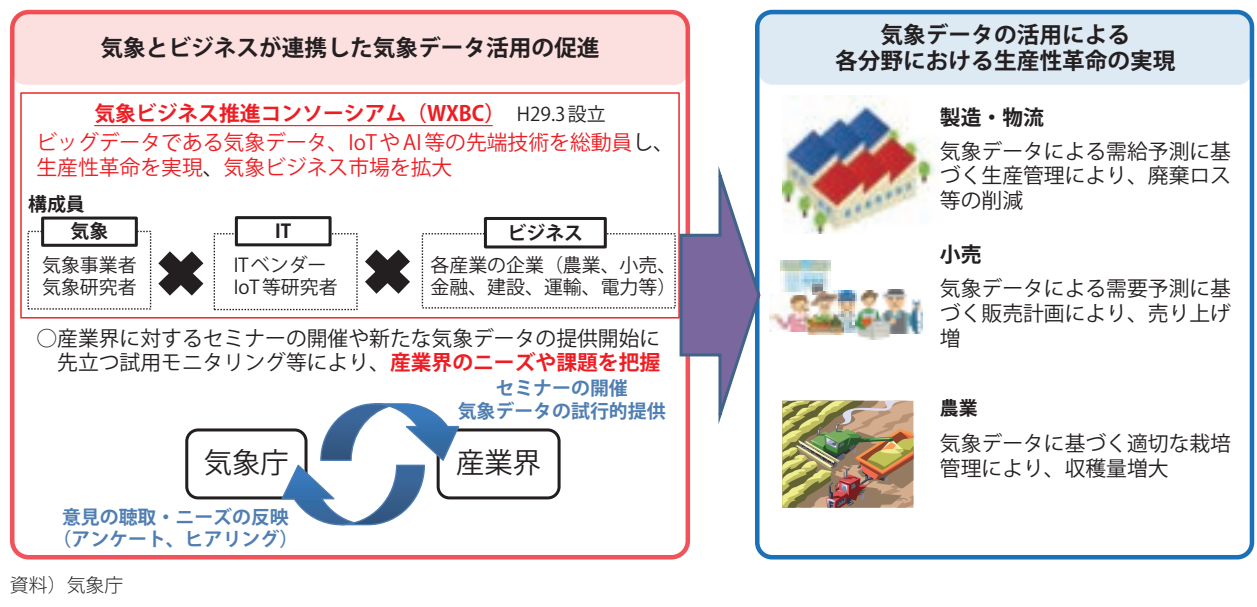 気象とビジネスが連携した気象データ活用の促進
気象ビジネス推進コンソーシアム（WXBC） H29.3設立
ビッグデータである気象データ、IoTやAI等の先端技術を総動員し、
生産性革命を実現、気象ビジネス市場を拡大
構成員
気象
気象事業者
気象研究者
IT
ITベンダー
IoT等研究者
ビジネス
各産業の企業（農業、小売、
金融、建設、運輸、電力等）
○産業界に対するセミナーの開催や新たな気象データの提供開始に
先立つ試用モニタリング等により、産業界のニーズや課題を把握
セミナーの開催
気象データの試行的提供
気象庁
産業界
意見の聴取・ニーズの反映
（アンケート、ヒアリング）
気象データの活用による
各分野における生産性革命の実現
製造・物流
気象データによる需給予測に基
づく生産管理により、廃棄ロス
等の削減
小売
気象データによる需要予測に基
づく販売計画により、売り上げ
増
農業
気象データに基づく適切な栽培
管理により、収穫量増大
資料）気象庁